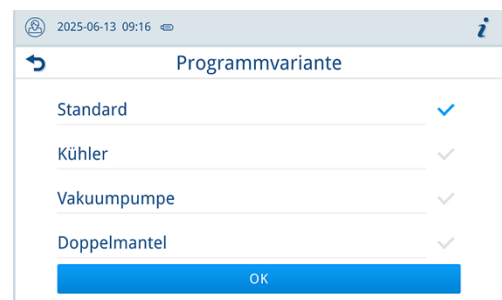 2025-06-13 09:16
i
Programmvariante
Standard
Kühler
Vakuumpumpe
Doppelmantel
OK